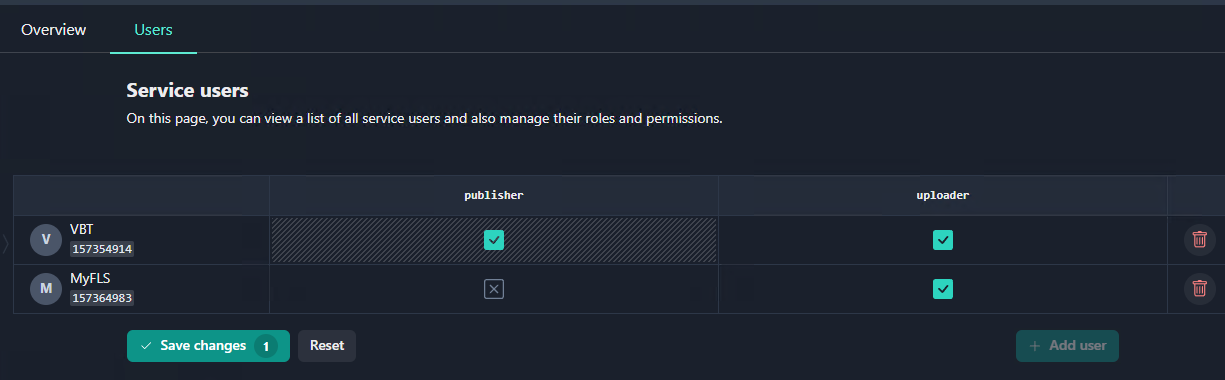 Overview Users
Service users
On this page, you can view a list of all service users and also manage their roles and permissions.
publisher uploader
V VBT
157354914
M MyFLS
157364983
Save changes 1 Reset + Add user